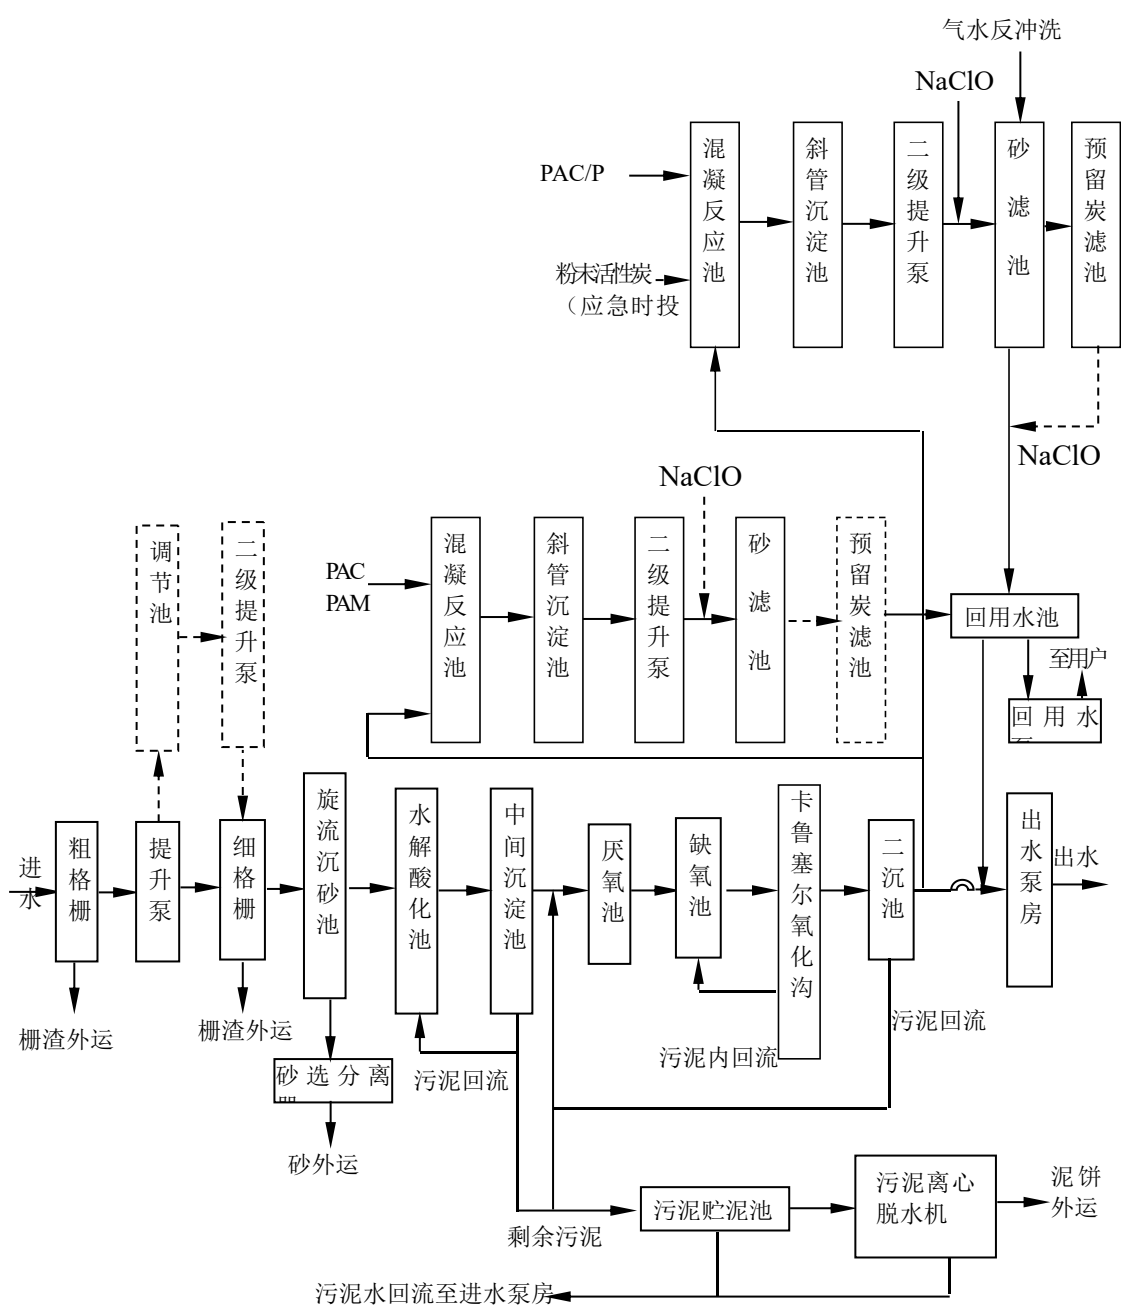 气水反冲洗
NaClO
混凝反应池
斜管沉淀池
二级提升泵
砂滤池
预留炭滤池
PAC/P
粉末活性炭
（应急时投
NaClO
NaClO
调节池
二级提升泵
混凝反应池
斜管沉淀池
二级提升泵
砂滤池
预留炭滤池
PAC
PAM
回用水池
至用户
回用水
旋流沉砂池
水解酸化池
中间沉淀池
卡鲁塞尔氧化沟
出水泵房
进水
粗格栅
提升泵
细格栅
厌氧池
缺氧池
二沉池
出水
栅渣外运
栅渣外运
污泥回流
污泥内回流
砂选分离
污泥回流
砂外运
污泥离心
脱水机
泥饼
外运
污泥贮泥池
剩余污泥
污泥水回流至进水泵房